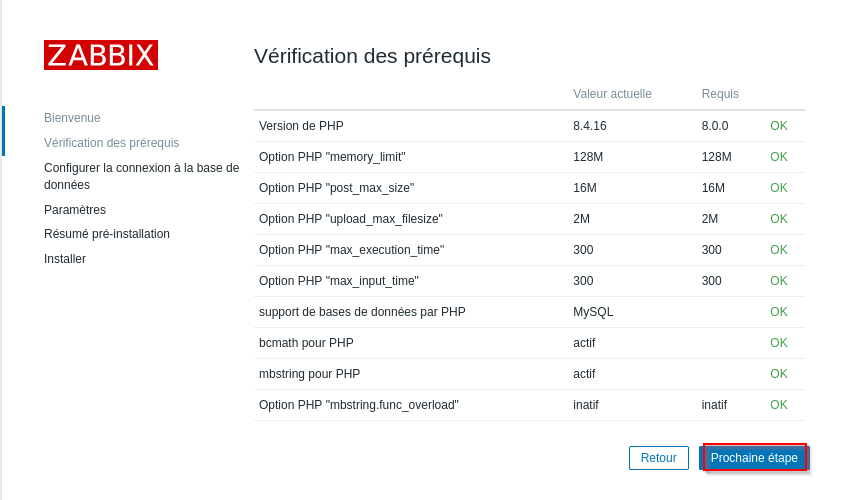 ZABBIX
Bienvenue
Vérification des prérequis
Configurer la connexion à la base de
données
Paramètres
Résumé pré-installation
Installer
Vérification des prérequis
Valeur actuelle Requis
Version de PHP 8.4.16 8.0.0 OK
Option PHP "memory_limit" 128M 128M OK
Option PHP "post_max_size" 16M 16M OK
Option PHP "upload_max_filesize" 2M 2M OK
Option PHP "max_execution_time" 300 300 OK
Option PHP "max_input_time" 300 300 OK
support de bases de données par PHP MySQL OK
bcmath pour PHP actif OK
mbstring pour PHP actif OK
Option PHP "mbstring.func_overload" inatif inatif OK
Retour Prochaine étape